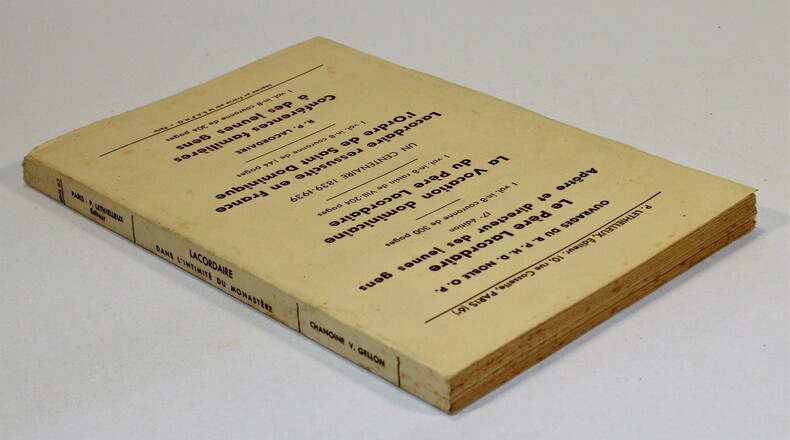 P. LETHIELLEUX, Éditeur, 10, rue Cassette, PARIS (6e)
OUVRAGES DU R. P. H. D. NOBLE O. P.
Le Père Lacordaire
Apôtre et directeur des jeunes gens
17e édition
1 vol. in-8 couronne de 300 pages
La Vocation dominicaine
du Père Lacordaire
1 vol. in-8 raisin de VIII-204 pages
UN CENTENAIRE 1839-1939
Lacordaire ressuscite en France
l'Ordre de Saint Dominique
1 vol. in-8 couronne de 144 pages
R. P. LACORDAIRE
Conférences familières
à des jeunes gens
1 vol. in-8 couronne de 204 pages
CHANOINE V. GELLON
LACORDAIRE
DANS L'INTIMITÉ DU MONASTÈRE
PARIS - P. LETHIELLEUX
Éditeur